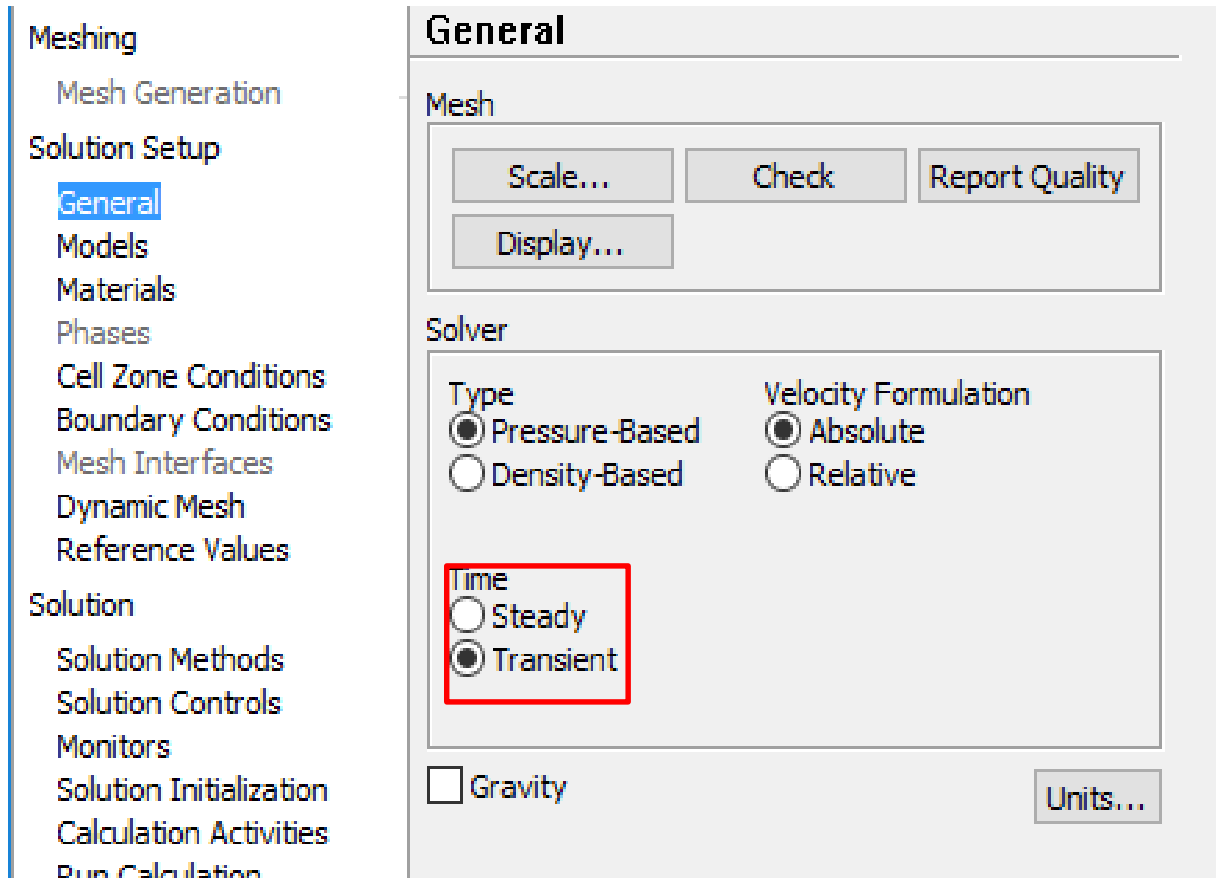 Meshing
Mesh Generation
Solution Setup
General
Models
Materials
Phases
Cell Zone Conditions
Boundary Conditions
Mesh Interfaces
Dynamic Mesh
Reference Values
Solution
Solution Methods
Solution Controls
Monitors
Solution Initialization
Calculation Activities
Run Calculation
General
Mesh
Scale... Check Report Quality
Display...
Solver
Type Velocity Formulation
Pressure-Based Absolute
Density-Based Relative
Time
Steady
Transient
Gravity
Units...